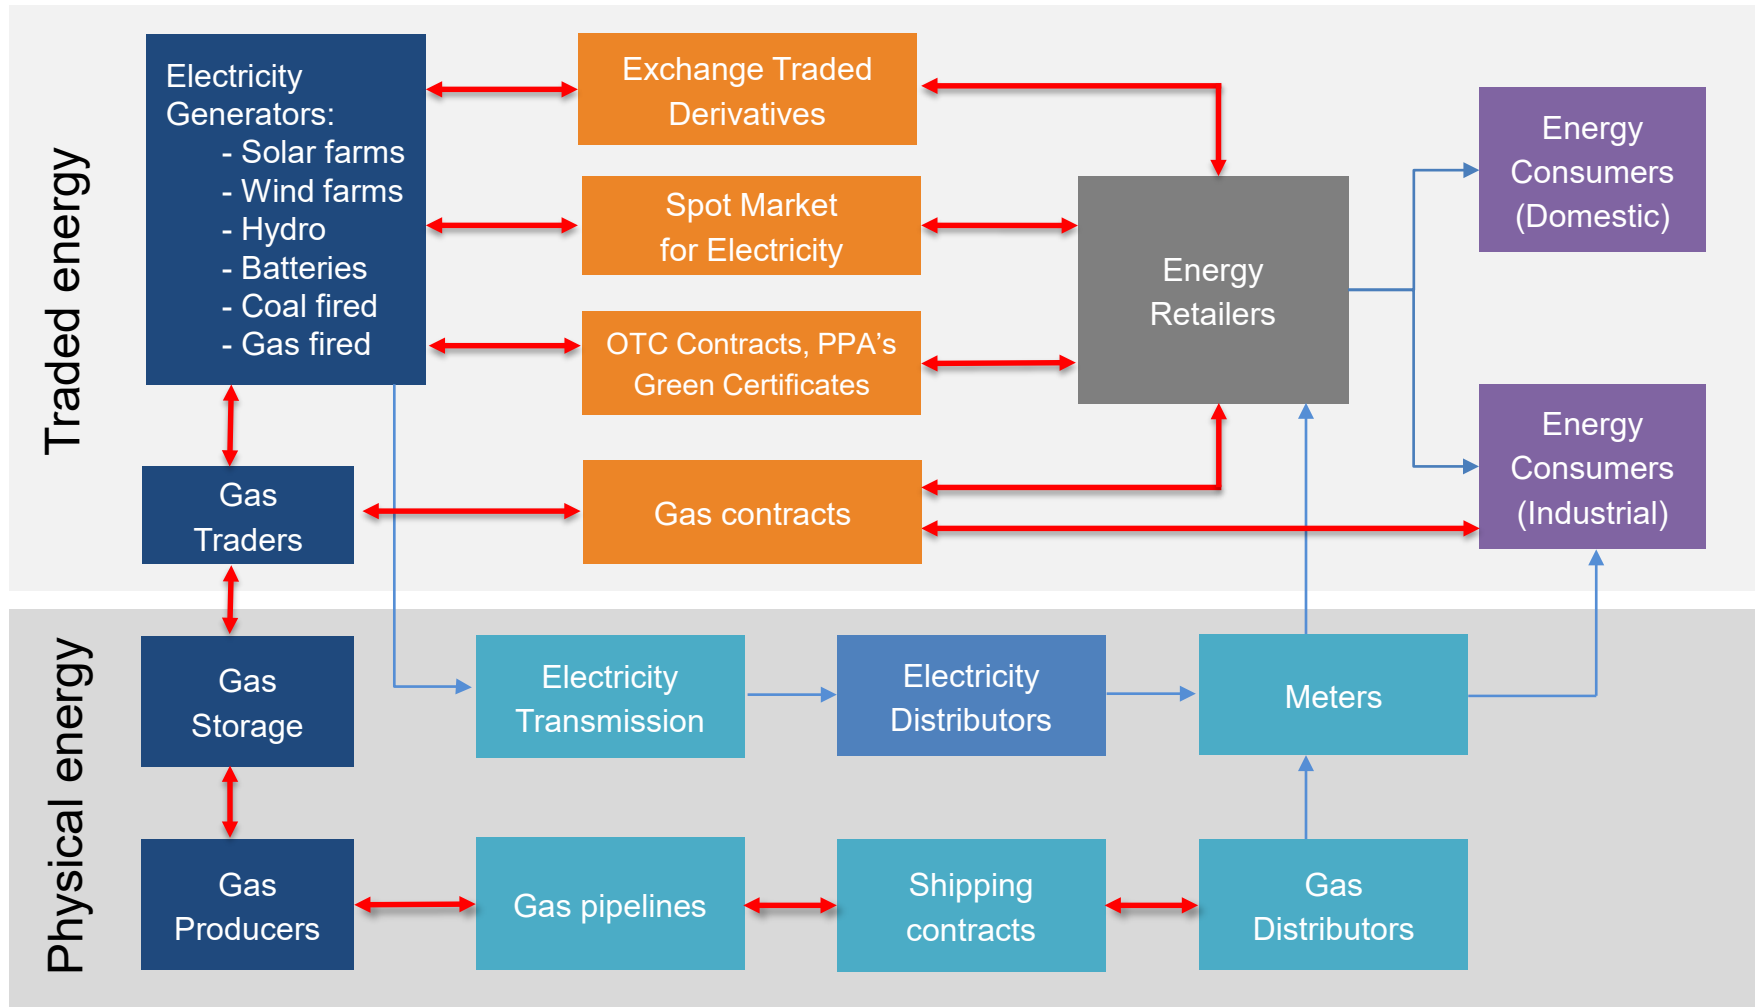 Traded energy
Electricity
Generators:
- Solar farms
- Wind farms
- Hydro
- Batteries
- Coal fired
- Gas fired
Exchange Traded
Derivatives
Spot Market
for Electricity
OTC Contracts, PPA’s
Green Certificates
Energy
Retailers
Energy
Consumers
(Domestic)
Energy
Consumers
(Industrial)
Gas
Traders
Gas contracts
Physical energy
Gas
Storage
Electricity
Transmission
Electricity
Distributors
Meters
Gas
Producers
Gas pipelines
Shipping
contracts
Gas
Distributors